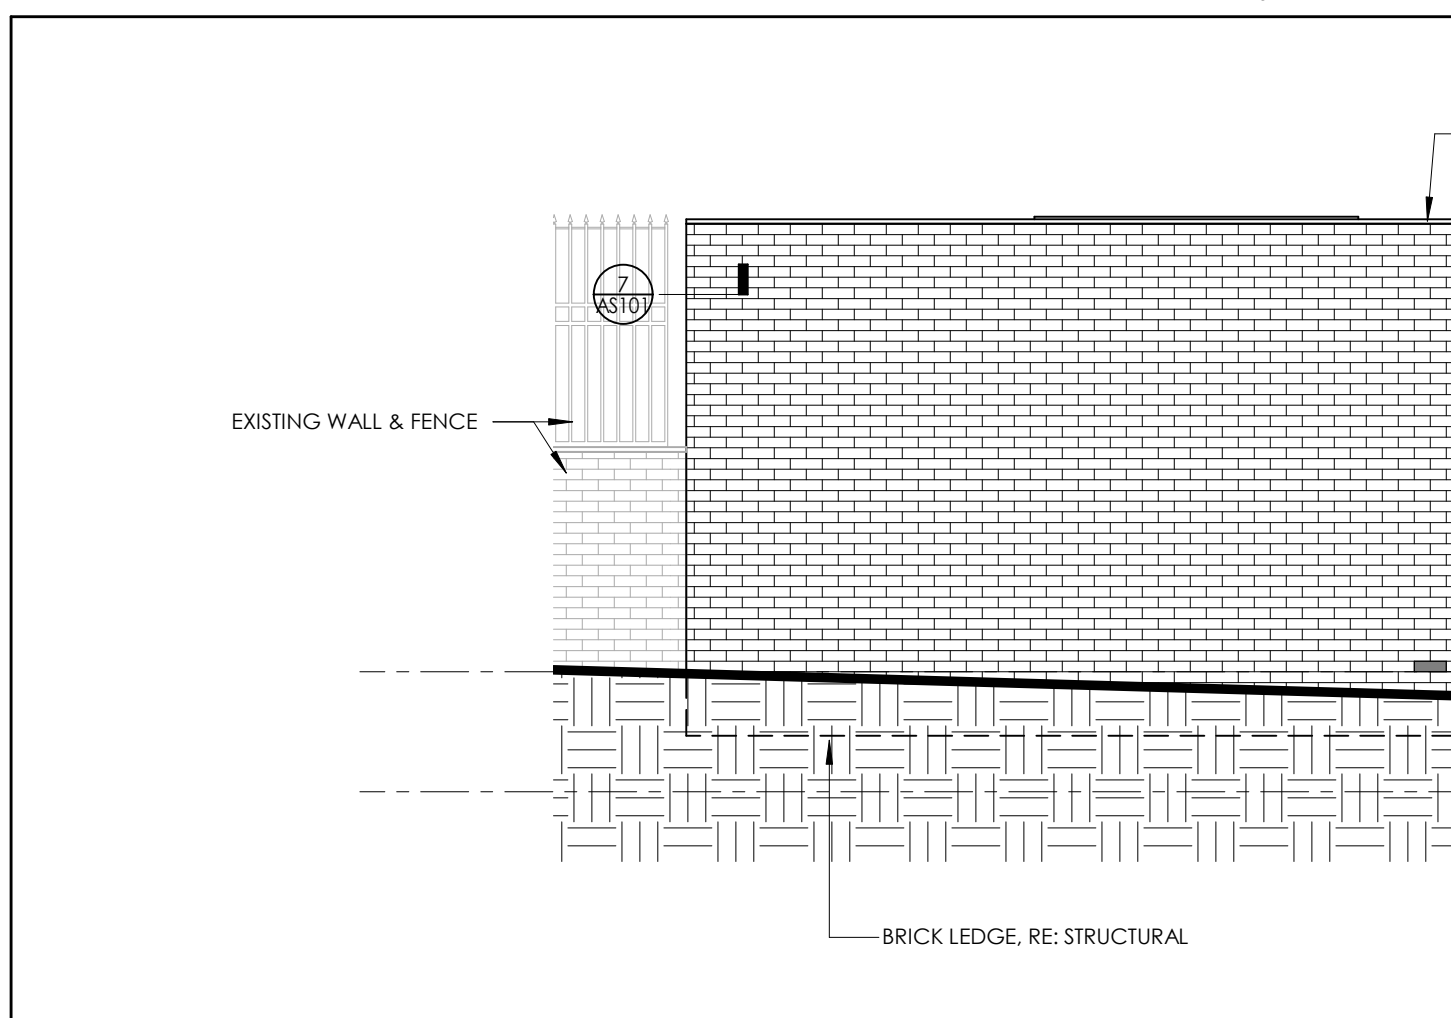 7
AS101
EXISTING WALL & FENCE
BRICK LEDGE, RE: STRUCTURAL